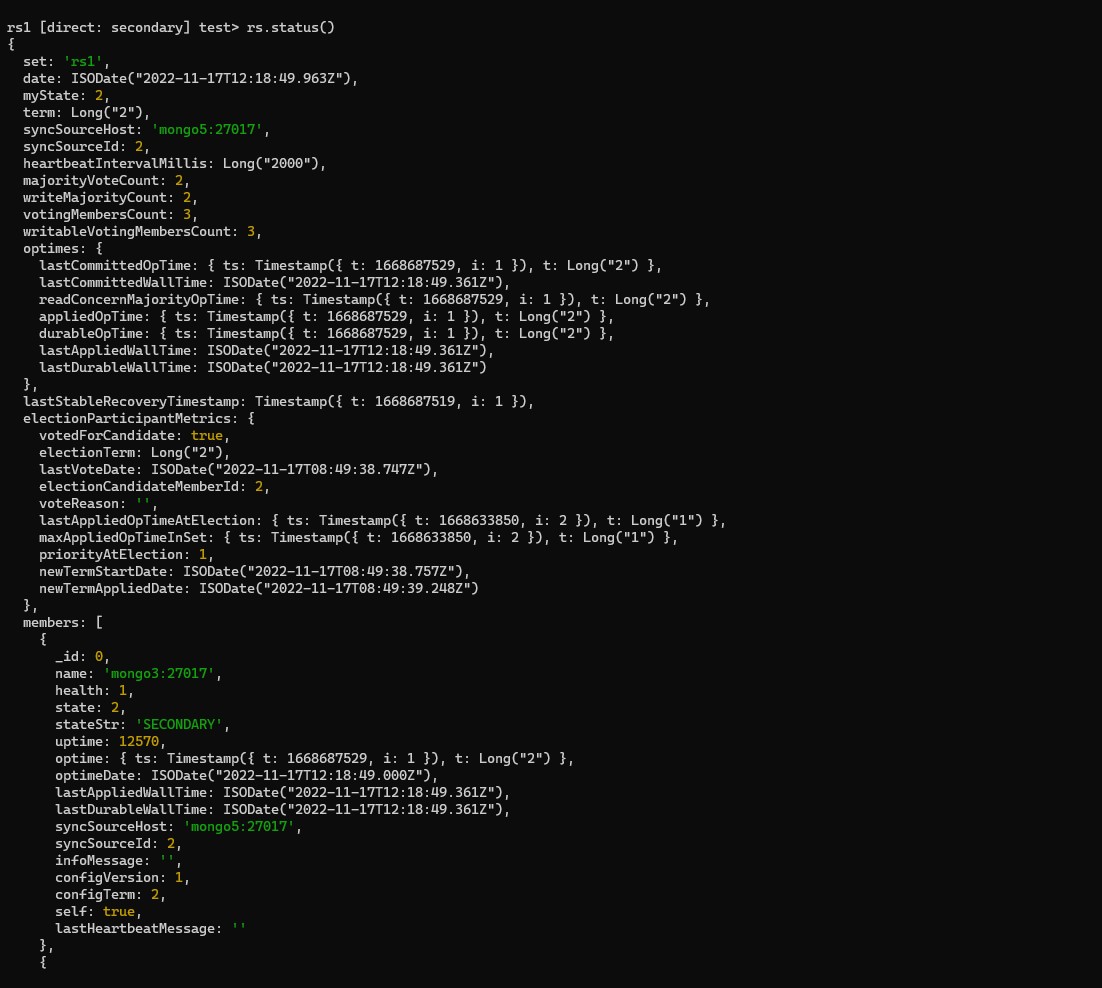 rs1 [direct: secondary] test> rs.status()
{
  set: 'rs1',
  date: ISODate("2022-11-17T12:18:49.963Z"),
  myState: 2,
  term: Long("2"),
  syncSourceHost: 'mongo5:27017',
  syncSourceId: 2,
  heartbeatIntervalMillis: Long("2000"),
  majorityVoteCount: 2,
  writeMajorityCount: 2,
  votingMembersCount: 3,
  writableVotingMembersCount: 3,
  optimes: {
    lastCommittedOpTime: { ts: Timestamp({ t: 1668687529, i: 1 }), t: Long("2") },
    lastCommittedWallTime: ISODate("2022-11-17T12:18:49.361Z"),
    readConcernMajorityOpTime: { ts: Timestamp({ t: 1668687529, i: 1 }), t: Long("2") },
    appliedOpTime: { ts: Timestamp({ t: 1668687529, i: 1 }), t: Long("2") },
    durableOpTime: { ts: Timestamp({ t: 1668687529, i: 1 }), t: Long("2") },
    lastAppliedWallTime: ISODate("2022-11-17T12:18:49.361Z"),
    lastDurableWallTime: ISODate("2022-11-17T12:18:49.361Z")
  },
  lastStableRecoveryTimestamp: Timestamp({ t: 1668687519, i: 1 }),
  electionParticipantMetrics: {
    votedForCandidate: true,
    electionTerm: Long("2"),
    lastVoteDate: ISODate("2022-11-17T08:49:38.747Z"),
    electionCandidateMemberId: 2,
    voteReason: '',
    lastAppliedOpTimeAtElection: { ts: Timestamp({ t: 1668633850, i: 2 }), t: Long("1") },
    maxAppliedOpTimeInSet: { ts: Timestamp({ t: 1668633850, i: 2 }), t: Long("1") },
    priorityAtElection: 1,
    newTermStartDate: ISODate("2022-11-17T08:49:38.757Z"),
    newTermAppliedDate: ISODate("2022-11-17T08:49:39.248Z")
  },
  members: [
    {
      _id: 0,
      name: 'mongo3:27017',
      health: 1,
      state: 2,
      stateStr: 'SECONDARY',
      uptime: 12570,
      optime: { ts: Timestamp({ t: 1668687529, i: 1 }), t: Long("2") },
      optimeDate: ISODate("2022-11-17T12:18:49.000Z"),
      lastAppliedWallTime: ISODate("2022-11-17T12:18:49.361Z"),
      lastDurableWallTime: ISODate("2022-11-17T12:18:49.361Z"),
      syncSourceHost: 'mongo5:27017',
      syncSourceId: 2,
      infoMessage: '',
      configVersion: 1,
      configTerm: 2,
      self: true,
      lastHeartbeatMessage: ''
    },
    {